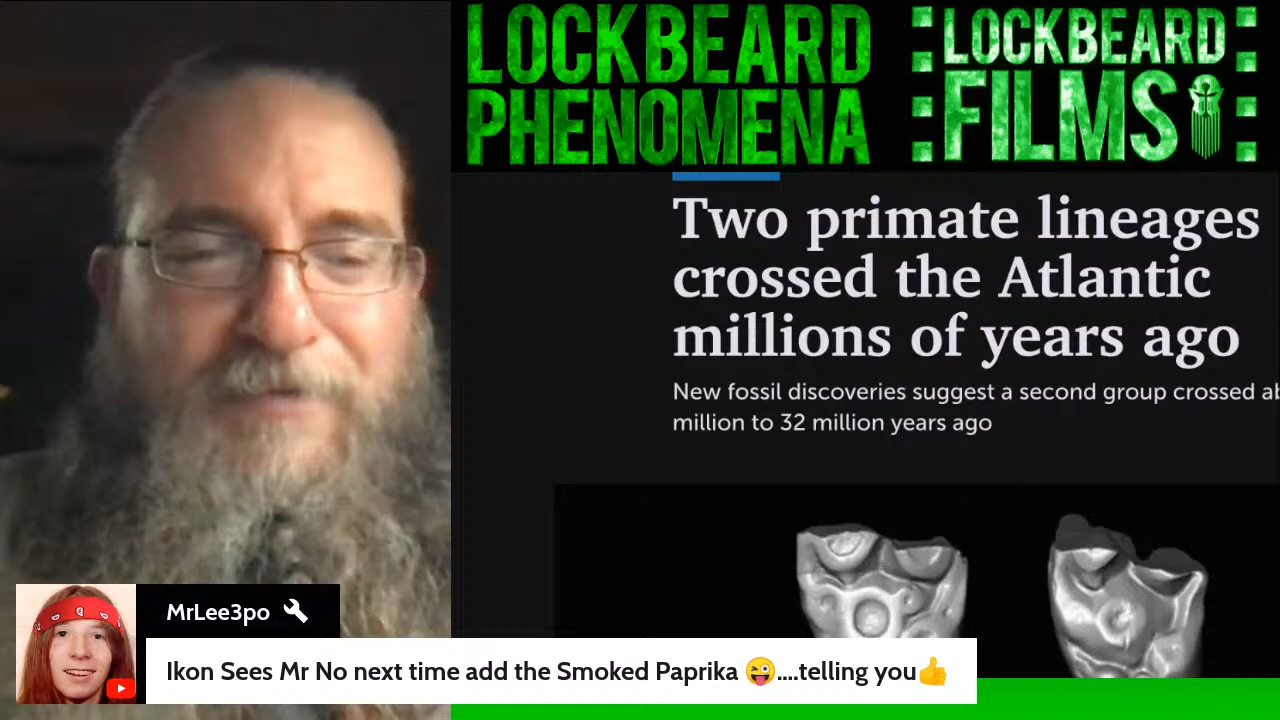 LOCKBEARD
PHENOMENA
LOCKBEARD
FILMS
Two primate lineages
crossed the Atlantic
millions of years ago
New fossil discoveries suggest a second group crossed
million to 32 million years ago
MrLee3po
Ikon Sees Mr No next time add the Smoked Paprika 😜....telling you👍